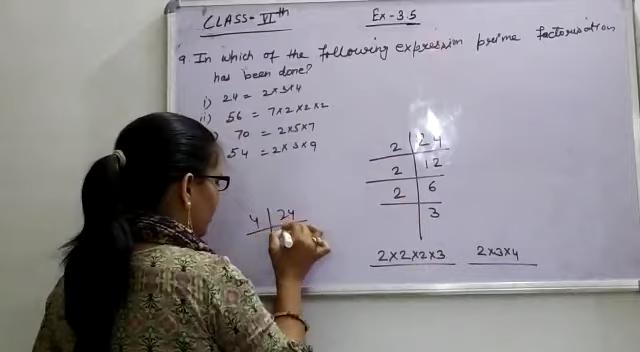 CLASS- VIth Ex-3.5
9. In which of the following expression prime factorisation
has been done?
i) 24 = 2×3×4
ii) 56 = 7×2×2×2
) 70 = 2×5×7
54 = 2×3×9
2 | 24
2 | 12
2 | 6
3
4 | 24
2×2×2×3 2×3×4